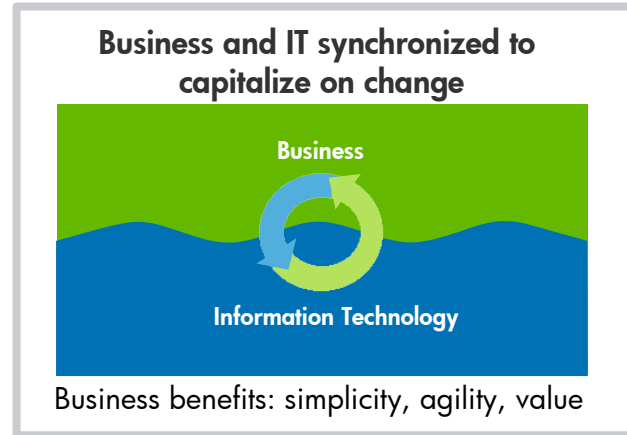 Business and IT synchronized to
capitalize on change
Business
Information Technology
Business benefits: simplicity, agility, value